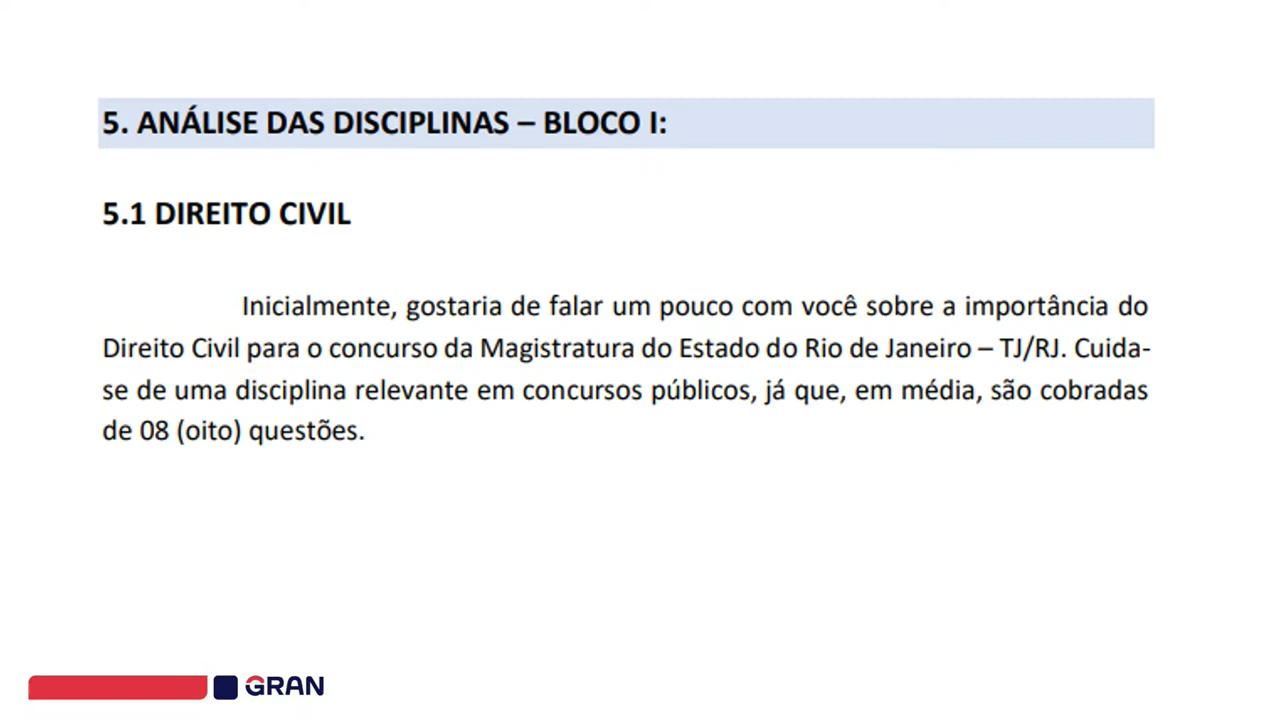 5. ANÁLISE DAS DISCIPLINAS – BLOCO I:
5.1 DIREITO CIVIL
Inicialmente, gostaria de falar um pouco com você sobre a importância do
Direito Civil para o concurso da Magistratura do Estado do Rio de Janeiro – TJ/RJ. Cuida-
se de uma disciplina relevante em concursos públicos, já que, em média, são cobradas
de 08 (oito) questões.
GRAN